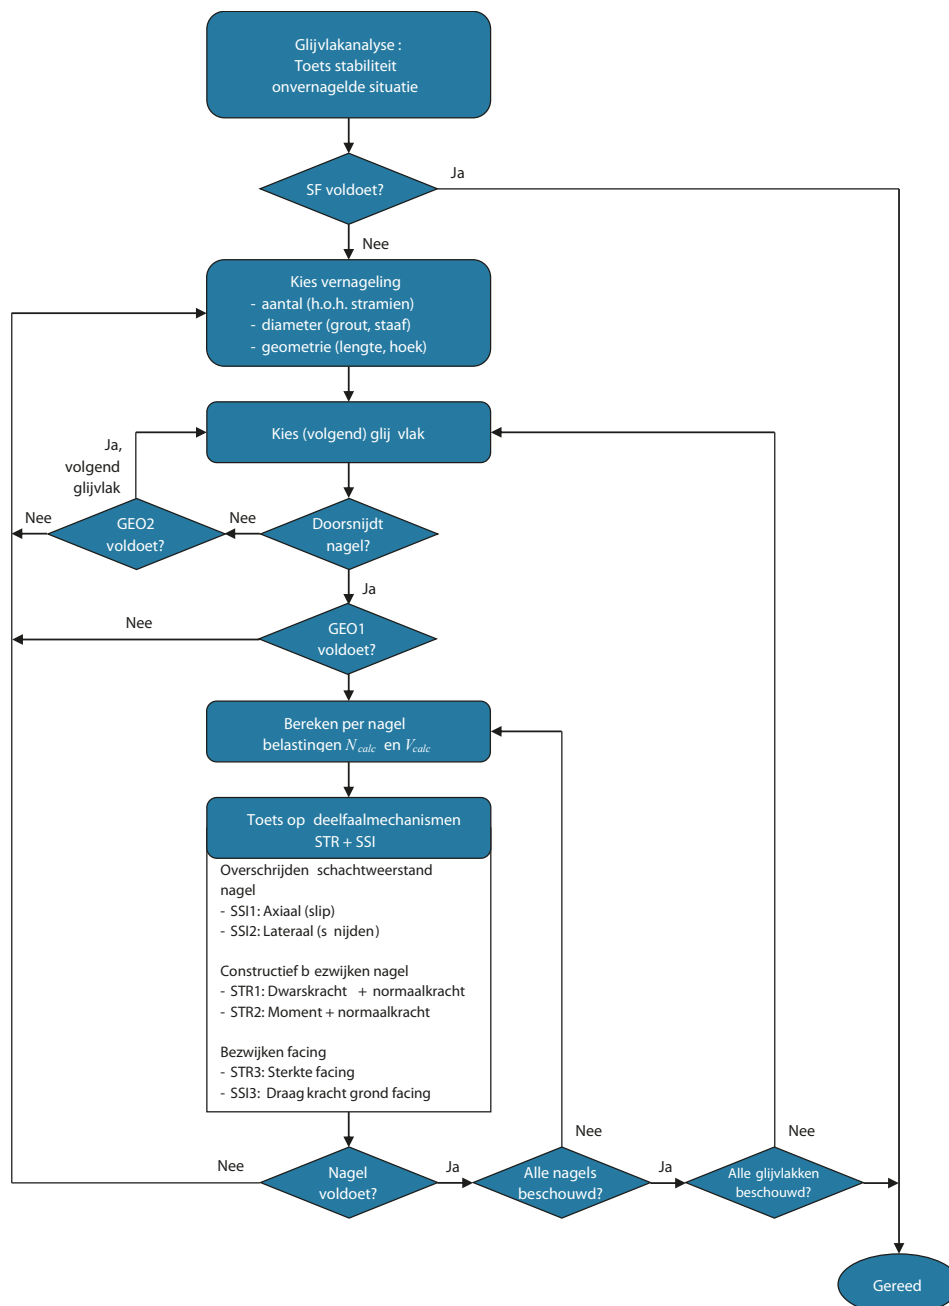 Glijvlakanalyse :
Toets stabiliteit
onvernagelde situatie
SF voldoet?
Ja
Nee
Kies vernageling
- aantal (h.o.h. stramien)
- diameter (grout, staaf)
- geometrie (lengte, hoek)
Kies (volgend) glij vlak
Ja,
volgend
glijvlak
Nee
GEO2
voldoet?
Nee
Doorsnijdt
nagel?
Ja
Nee
GEO1
voldoet?
Bereken per nagel
belastingen N calc en V calc
Toets op deelfaalmechanismen
STR + SSI
Overschrijden schachtweerstand
nagel
- SSI1: Axiaal (slip)
- SSI2: Lateraal (s nijden)
Constructief b ezwijken nagel
- STR1: Dwarskracht + normaalkracht
- STR2: Moment + normaalkracht
Bezwijken facing
- STR3: Sterkte facing
- SSI3: Draag kracht grond facing
Nee
Nagel
voldoet?
Ja
Nee
Alle nagels
beschouwd?
Ja
Nee
Alle glijvlakken
beschouwd?
Gereed